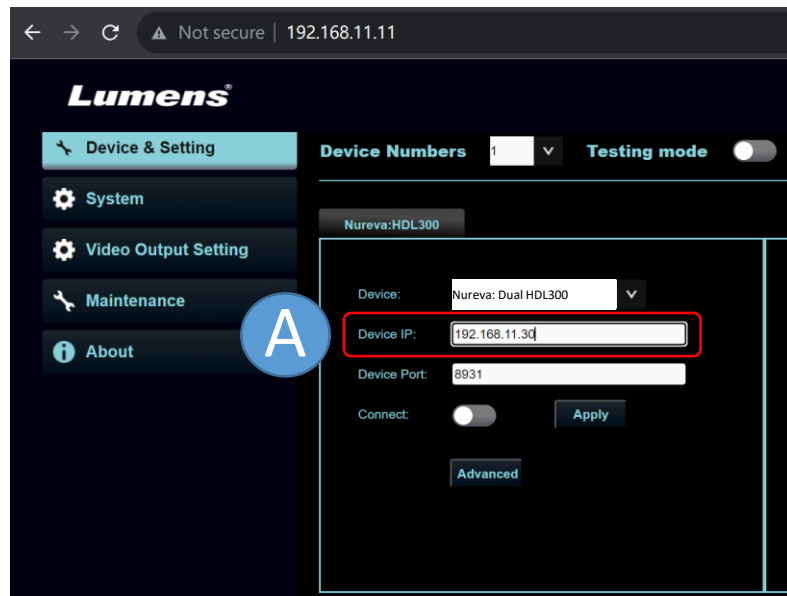 Not secure | 192.168.11.11
Lumens®
Device & Setting
Device Numbers 1 Testing mode
System
Nureva:HDL300
Video Output Setting
Device: Nureva: Dual HDL300
Maintenance
A
Device IP: 192.168.11.30
About
Device Port: 8931
Connect: Apply
Advanced